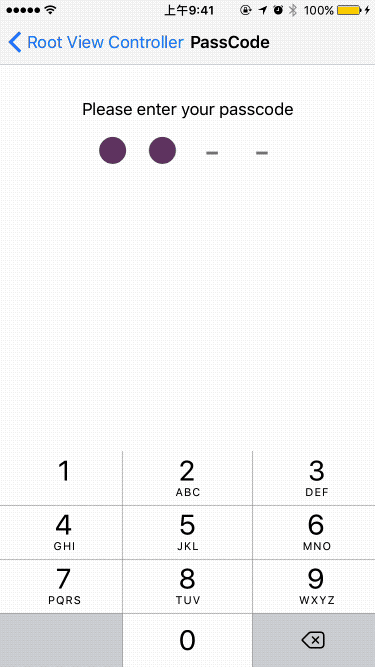 上午9:41 100%
Root View Controller PassCode
Please enter your passcode
1 2 3
ABC DEF
4 5 6
GHI JKL MNO
7 8 9
PQRS TUV WXYZ
0